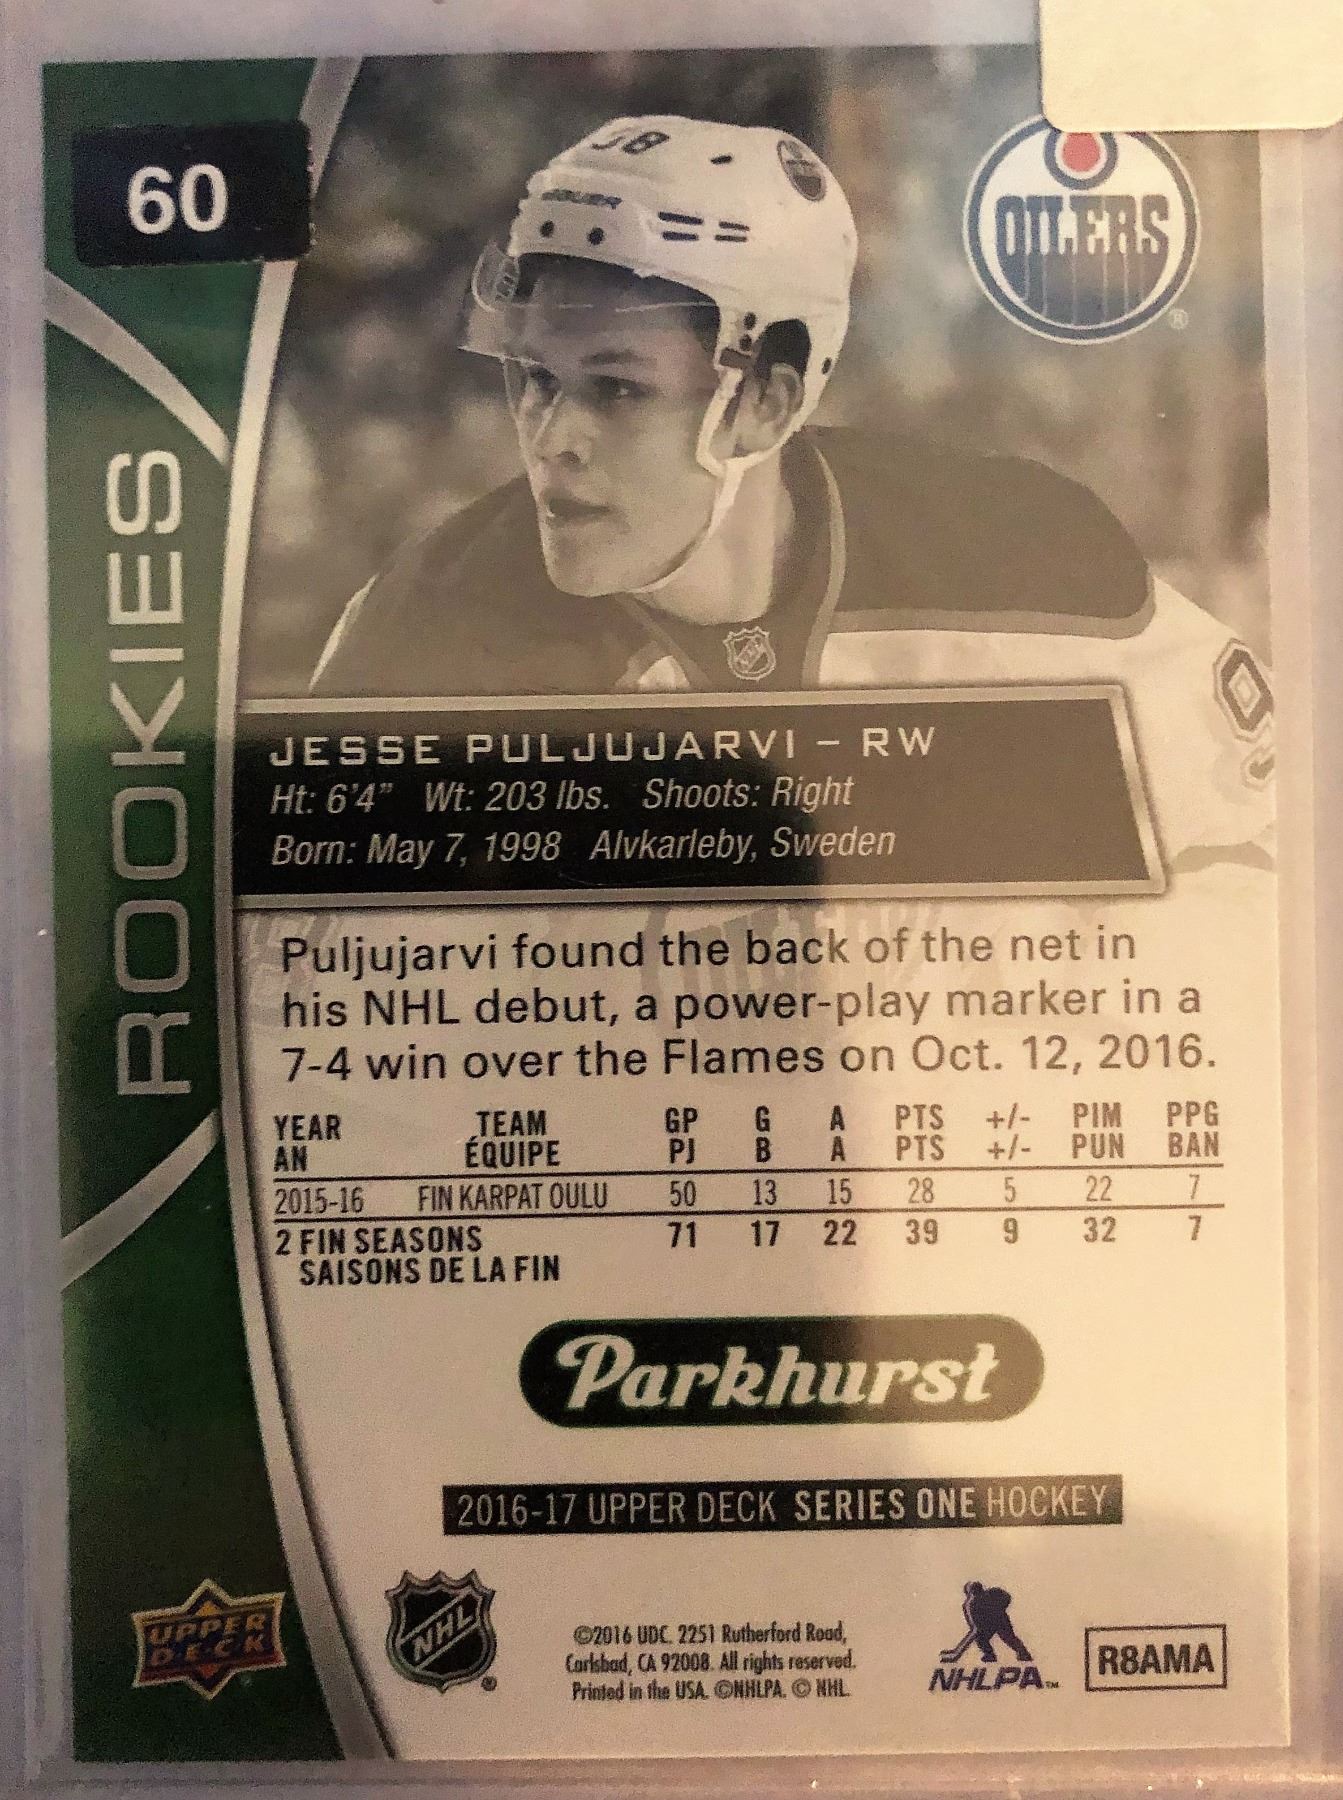 60
38
BAUER
OILERS
®
ROOKIES
NHL
JESSE PULJUJARVI – RW
Ht: 6'4" Wt: 203 lbs. Shoots: Right
Born: May 7, 1998 Alvkarleby, Sweden
Puljujarvi found the back of the net in
his NHL debut, a power-play marker in a
7-4 win over the Flames on Oct. 12, 2016.
YEAR TEAM GP G A PTS +/- PIM PPG
AN ÉQUIPE PJ B A PTS +/- PUN BAN
2015-16 FIN KARPAT OULU 50 13 15 28 5 22 7
2 FIN SEASONS 71 17 22 39 9 32 7
SAISONS DE LA FIN
Parkhurst
2016-17 UPPER DECK SERIES ONE HOCKEY
UPPER
D.E.C.K
NHL
®
©2016 UDC. 2251 Rutherford Road,
Carlsbad, CA 92008. All rights reserved.
Printed in the USA. ©NHLPA. © NHL.
NHLPA™
R8AMA